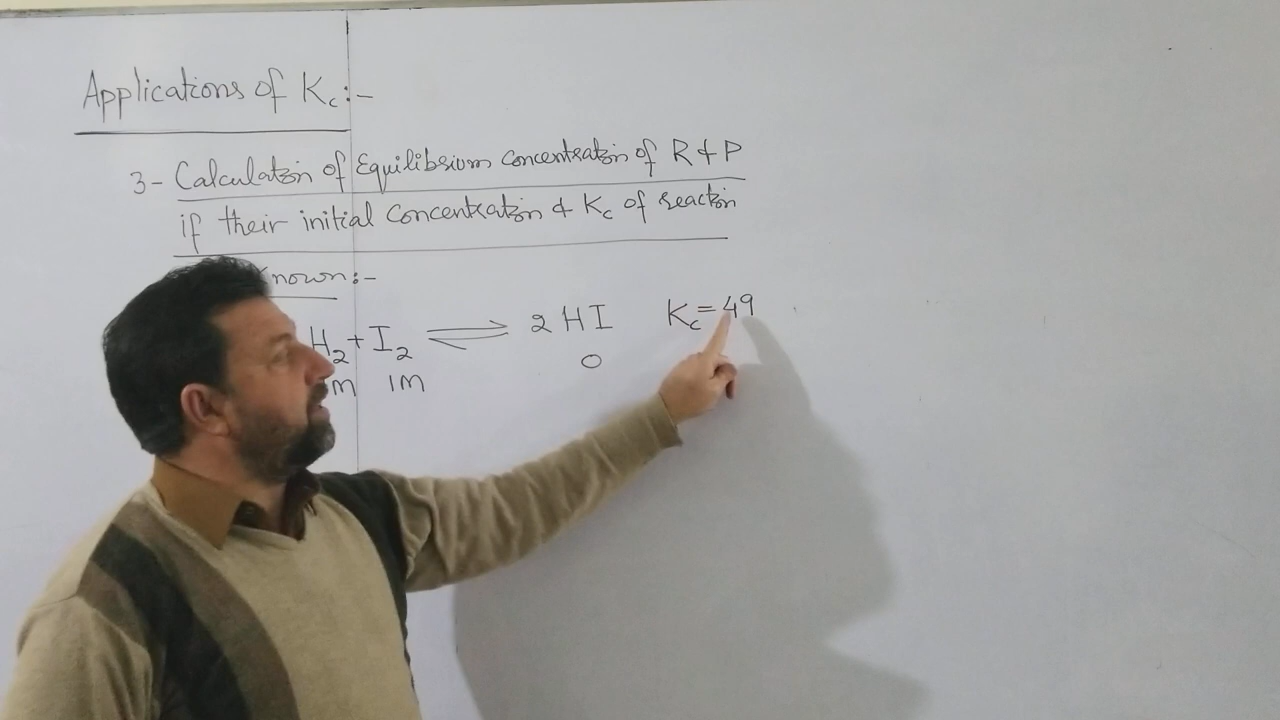 Applications of Kc:-
3- Calculation of Equilibrium Concentration of R & P
if their initial Concentration & Kc of reaction
known:-
H2 + I2 ⇌ 2HI Kc=49
M 1M 0